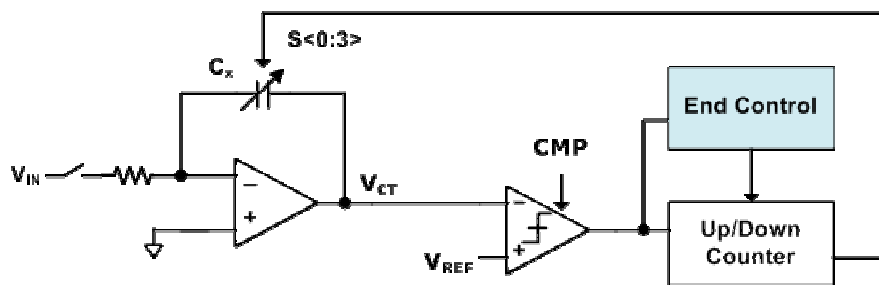 S<0:3>
Cx
End Control
CMP
VIN
−
+
VCT
−
+
VREF
Up/Down
Counter